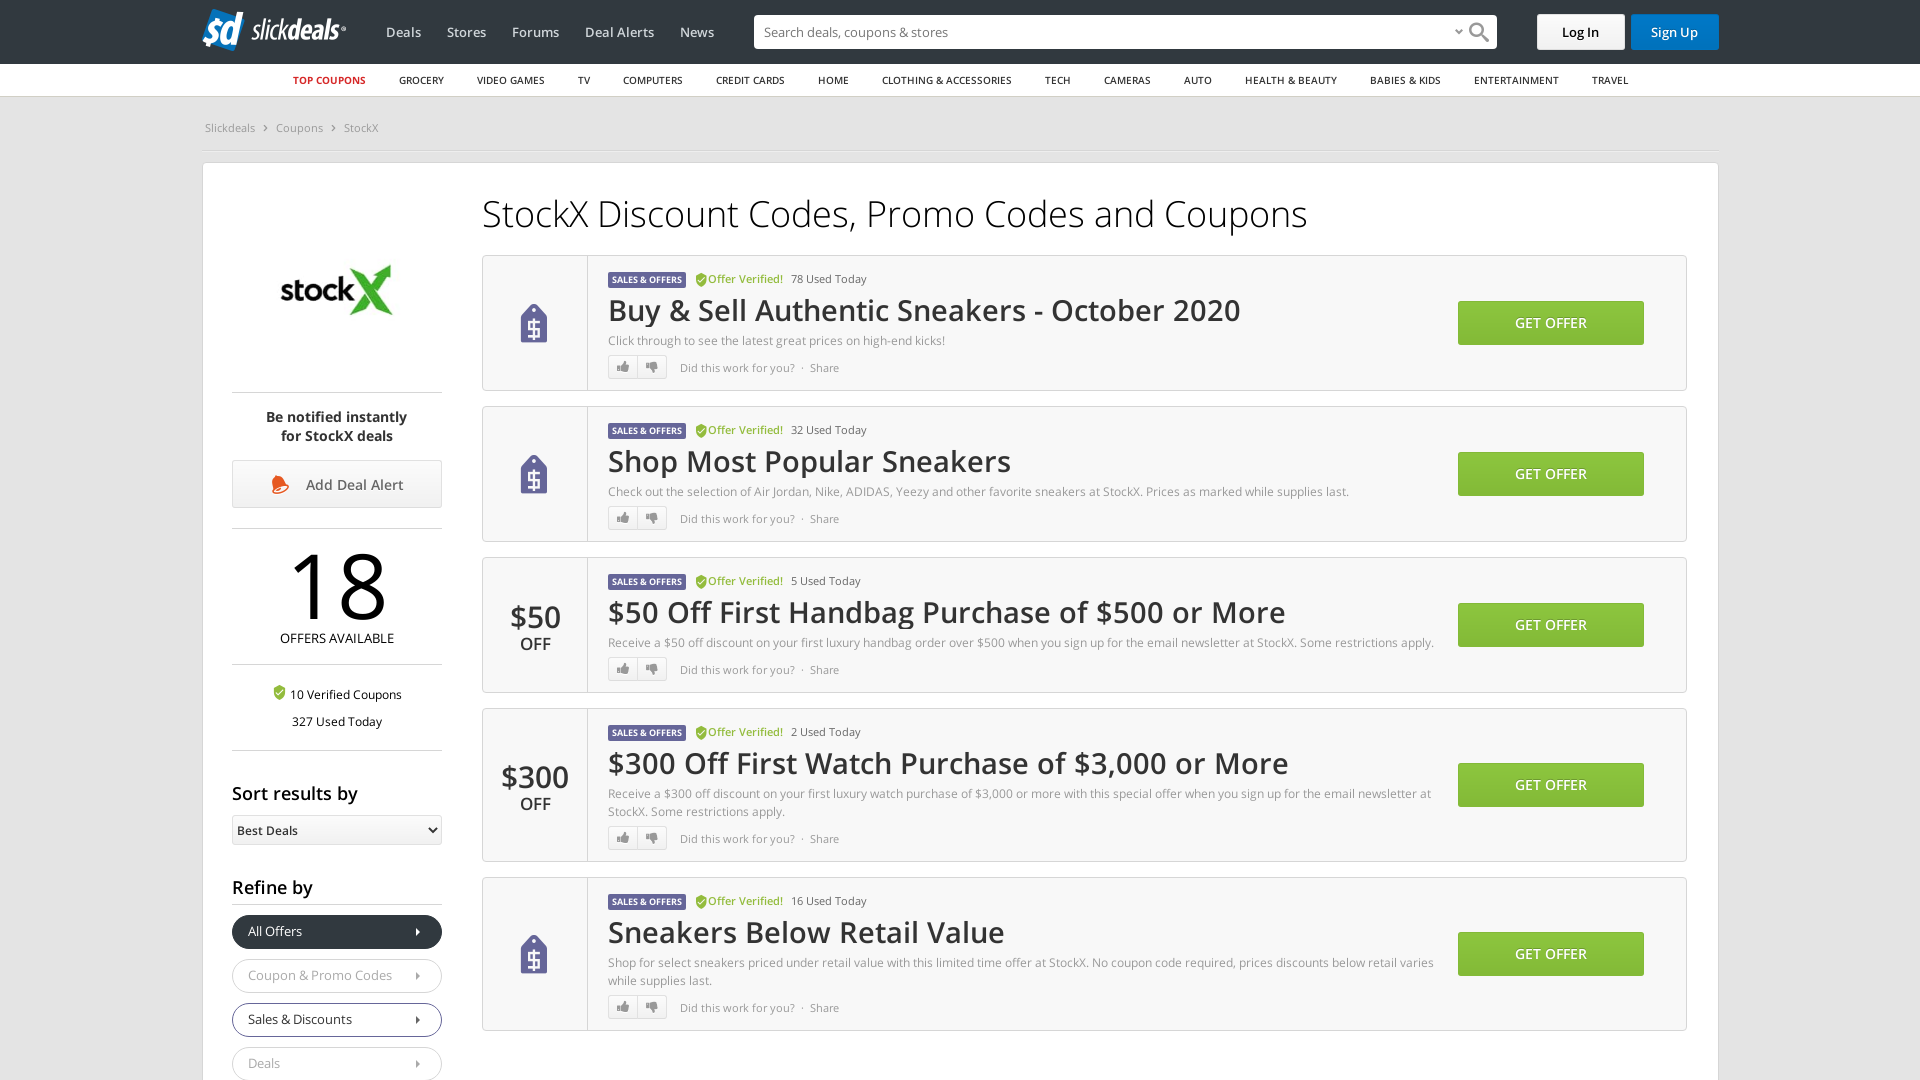 slickdeals
Deals
Stores
Forums
Deal Alerts
News
Search deals, coupons & stores
Log In
Sign Up
TOP COUPONS
GROCERY
VIDEO GAMES
TV
COMPUTERS
CREDIT CARDS
HOME
CLOTHING & ACCESSORIES
TECH
CAMERAS
AUTO
HEALTH & BEAUTY
BABIES & KIDS
ENTERTAINMENT
TRAVEL
Slickdeals > Coupons > StockX
stockX
Be notified instantly
for StockX deals
Add Deal Alert
18
OFFERS AVAILABLE
10 Verified Coupons
327 Used Today
Sort results by
Best Deals
Refine by
All Offers
Coupon & Promo Codes
Sales & Discounts
Deals
StockX Discount Codes, Promo Codes and Coupons
SALES & OFFERS Offer Verified! 78 Used Today
Buy & Sell Authentic Sneakers - October 2020
Click through to see the latest great prices on high-end kicks!
Did this work for you? · Share
GET OFFER
SALES & OFFERS Offer Verified! 32 Used Today
Shop Most Popular Sneakers
Check out the selection of Air Jordan, Nike, ADIDAS, Yeezy and other favorite sneakers at StockX. Prices as marked while supplies last.
Did this work for you? · Share
GET OFFER
$50
OFF
SALES & OFFERS Offer Verified! 5 Used Today
$50 Off First Handbag Purchase of $500 or More
Receive a $50 off discount on your first luxury handbag order over $500 when you sign up for the email newsletter at StockX. Some restrictions apply.
Did this work for you? · Share
GET OFFER
$300
OFF
SALES & OFFERS Offer Verified! 2 Used Today
$300 Off First Watch Purchase of $3,000 or More
Receive a $300 off discount on your first luxury watch purchase of $3,000 or more with this special offer when you sign up for the email newsletter at
StockX. Some restrictions apply.
Did this work for you? · Share
GET OFFER
SALES & OFFERS Offer Verified! 16 Used Today
Sneakers Below Retail Value
Shop for select sneakers priced under retail value with this limited time offer at StockX. No coupon code required, prices discounts below retail varies
while supplies last.
Did this work for you? · Share
GET OFFER